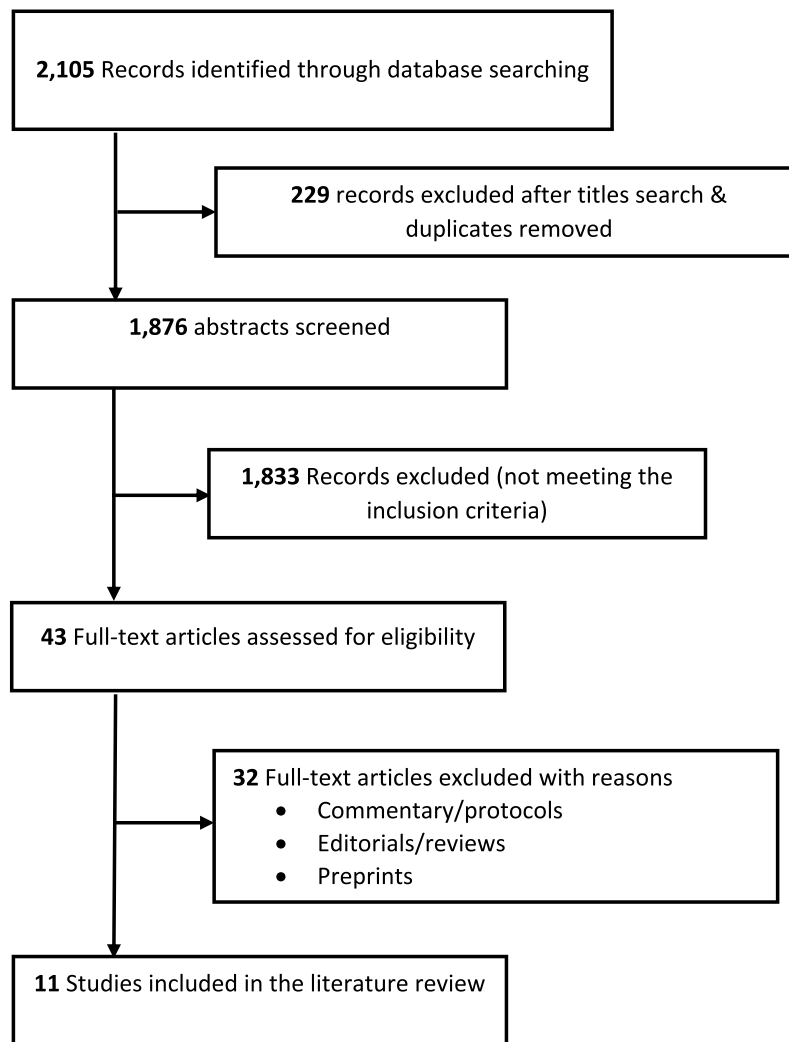 2,105 Records identified through database searching
229 records excluded after titles search &
duplicates removed
1,876 abstracts screened
1,833 Records excluded (not meeting the
inclusion criteria)
43 Full-text articles assessed for eligibility
32 Full-text articles excluded with reasons
• Commentary/protocols
• Editorials/reviews
• Preprints
11 Studies included in the literature review